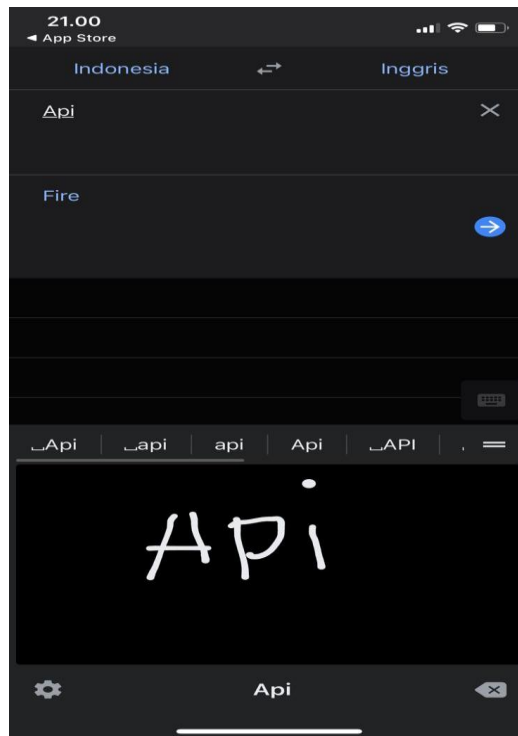 21.00
◄ App Store
Indonesia Inggris
Api
Fire
␣Api ␣api api Api ␣API ,
Api
Api